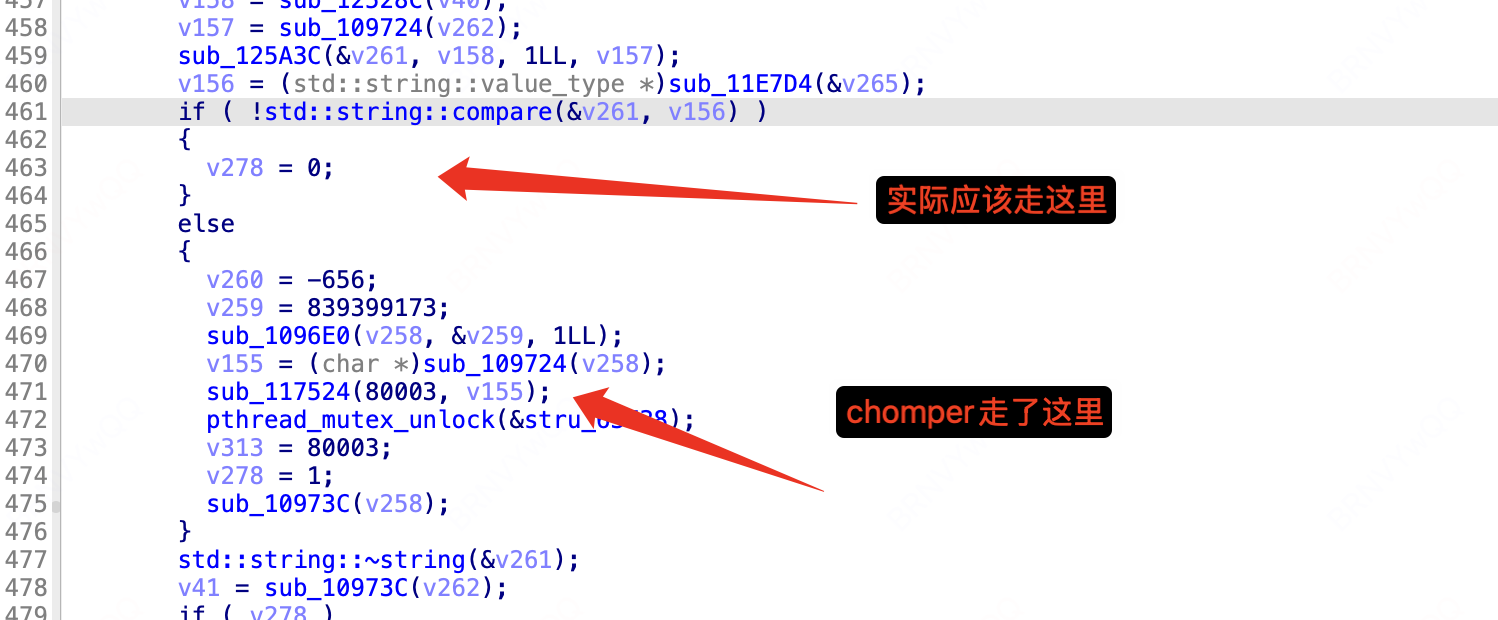 v158 = sub_12528C(v40);
458 v157 = sub_109724(v262);
459 sub_125A3C(&v261, v158, 1LL, v157);
460 v156 = (std::string::value_type *)sub_11E7D4(&v265);
461 if ( !std::string::compare(&v261, v156) )
462 {
463 v278 = 0;
实际应该走这里
464 }
465 else
466 {
467 v260 = -656;
468 v259 = 839399173;
469 sub_1096E0(v258, &v259, 1LL);
470 v155 = (char *)sub_109724(v258);
471 sub_117524(80003, v155);
chomper走了这里
472 pthread_mutex_unlock(
473 v313 = 80003;
474 v278 = 1;
475 sub_10973C(v258);
476 }
477 std::string::~string(&v261);
478 v41 = sub_10973C(v262);
479 if ( v278 )